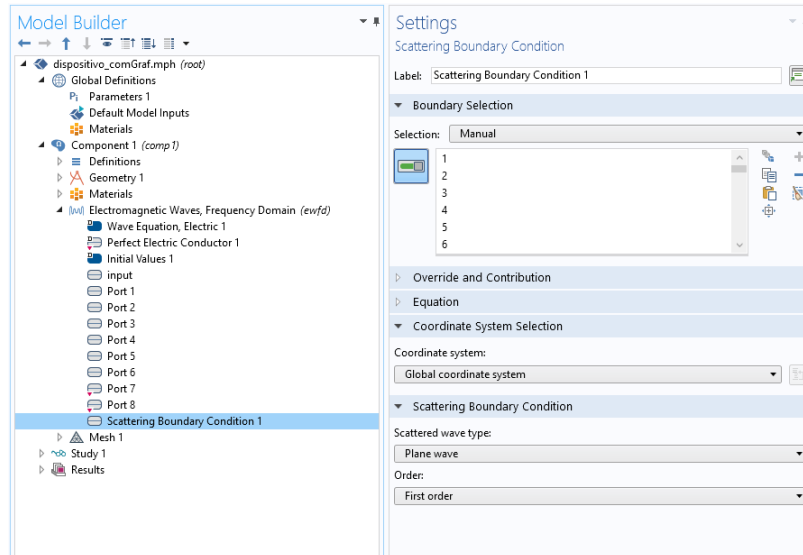 Model Builder
dispositivo_comGraf.mph (root)
Global Definitions
Pi Parameters 1
Default Model Inputs
Materials
Component 1 (comp1)
Definitions
Geometry 1
Materials
Electromagnetic Waves, Frequency Domain (ewfd)
Wave Equation, Electric 1
Perfect Electric Conductor 1
Initial Values 1
input
Port 1
Port 2
Port 3
Port 4
Port 5
Port 6
Port 7
Port 8
Scattering Boundary Condition 1
Mesh 1
Study 1
Results
Settings
Scattering Boundary Condition
Label: Scattering Boundary Condition 1
Boundary Selection
Selection: Manual
1
2
3
4
5
6
Override and Contribution
Equation
Coordinate System Selection
Coordinate system:
Global coordinate system
Scattering Boundary Condition
Scattered wave type:
Plane wave
Order:
First order